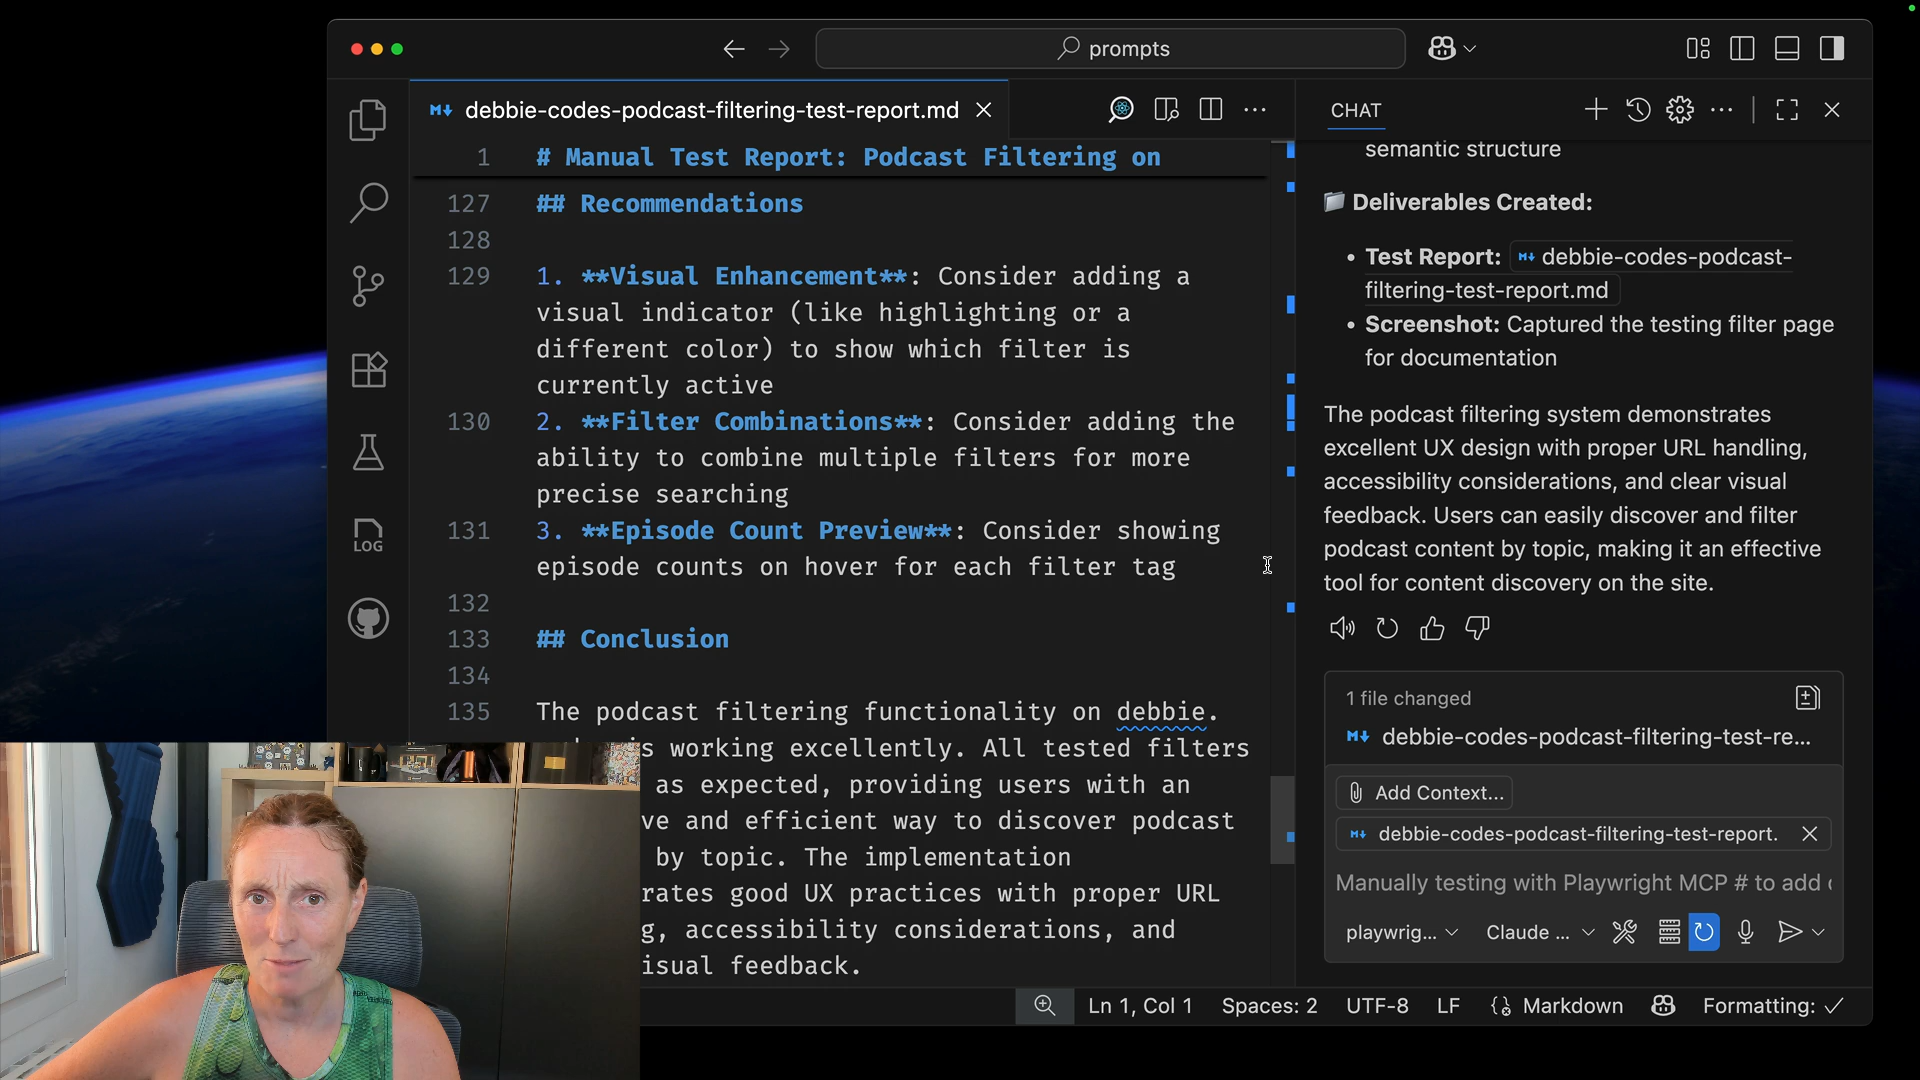 prompts
debbie-codes-podcast-filtering-test-report.md
1 # Manual Test Report: Podcast Filtering on
127 ## Recommendations
128
129 1. **Visual Enhancement**: Consider adding a
visual indicator (like highlighting or a
different color) to show which filter is
currently active
130 2. **Filter Combinations**: Consider adding the
ability to combine multiple filters for more
precise searching
131 3. **Episode Count Preview**: Consider showing
episode counts on hover for each filter tag
132
133 ## Conclusion
134
135 The podcast filtering functionality on debbie.
is working excellently. All tested filters
as expected, providing users with an
ve and efficient way to discover podcast
by topic. The implementation
rates good UX practices with proper URL
g, accessibility considerations, and
isual feedback.
LOG
CHAT
semantic structure
Deliverables Created:
• Test Report: debbie-codes-podcast-
filtering-test-report.md
• Screenshot: Captured the testing filter page
for documentation
The podcast filtering system demonstrates
excellent UX design with proper URL handling,
accessibility considerations, and clear visual
feedback. Users can easily discover and filter
podcast content by topic, making it an effective
tool for content discovery on the site.
1 file changed
debbie-codes-podcast-filtering-test-re...
Add Context...
debbie-codes-podcast-filtering-test-report.
Manually testing with Playwright MCP # to add
playwrig... Claude ...
Ln 1, Col 1 Spaces: 2 UTF-8 LF {} Markdown Formatting: ✓